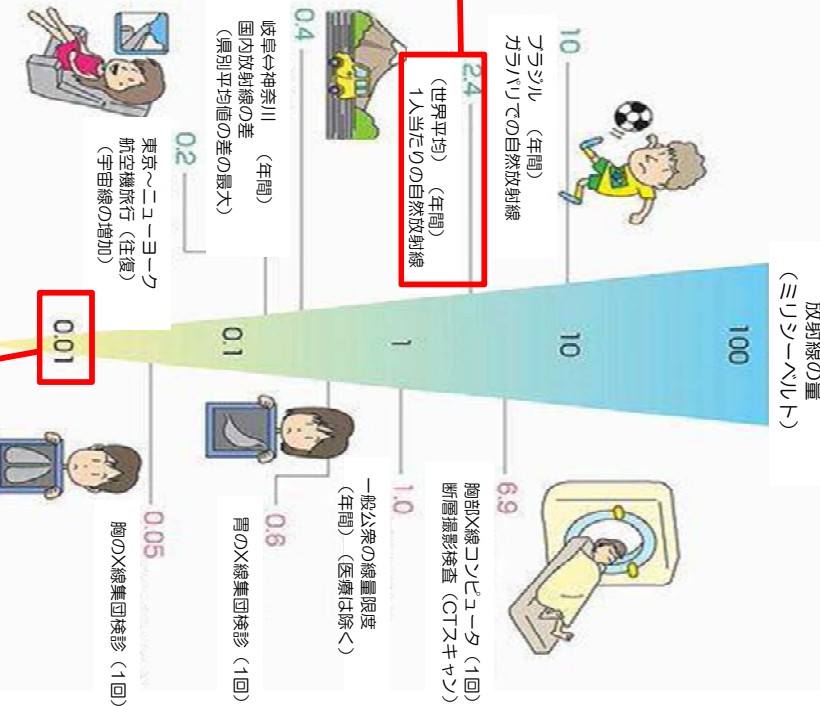 放射線の量
(ミリシーベルト)
100
10
1
0.1
0.01
10
ブラジル (年間)
ガラパリでの自然放射線
2.4
(世界平均) (年間)
1人当たりの自然放射線
0.4
岐阜⇔神奈川 (年間)
国内放射線の差
(県別平均値の差の最大)
0.2
東京~ニューヨーク
航空機旅行 (往復)
(宇宙線の増加)
6.9
胸部X線コンピュータ (1回)
断層撮影検査 (CTスキャン)
1.0
一般公衆の線量限度
(年間) (医療は除く)
0.6
胃のX線集団検診 (1回)
0.05
胸のX線集団検診 (1回)